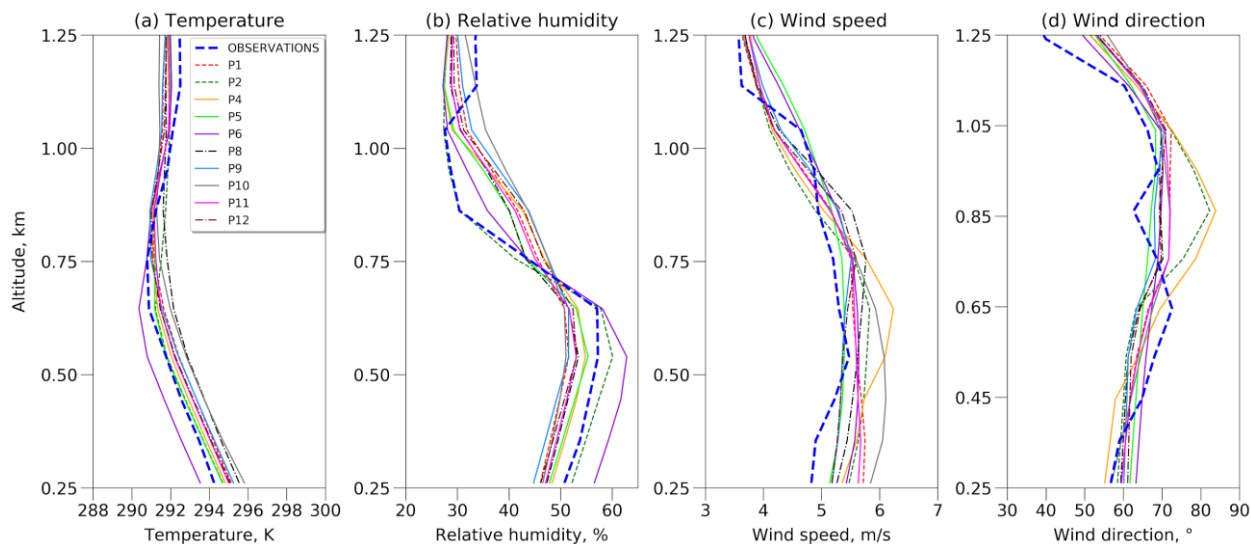 (a) Temperature
(b) Relative humidity
(c) Wind speed
(d) Wind direction
1.25
1.00
0.75
0.50
0.25
Altitude, km
288 290 292 294 296 298 300
Temperature, K
OBSERVATIONS
P1
P2
P4
P5
P6
P8
P9
P10
P11
P12
1.25
1.00
0.75
0.50
0.25
20 30 40 50 60
Relative humidity, %
1.25
1.00
0.75
0.50
0.25
3 4 5 6 7
Wind speed, m/s
1.25
1.05
0.85
0.65
0.45
0.25
30 40 50 60 70 80 90
Wind direction, °